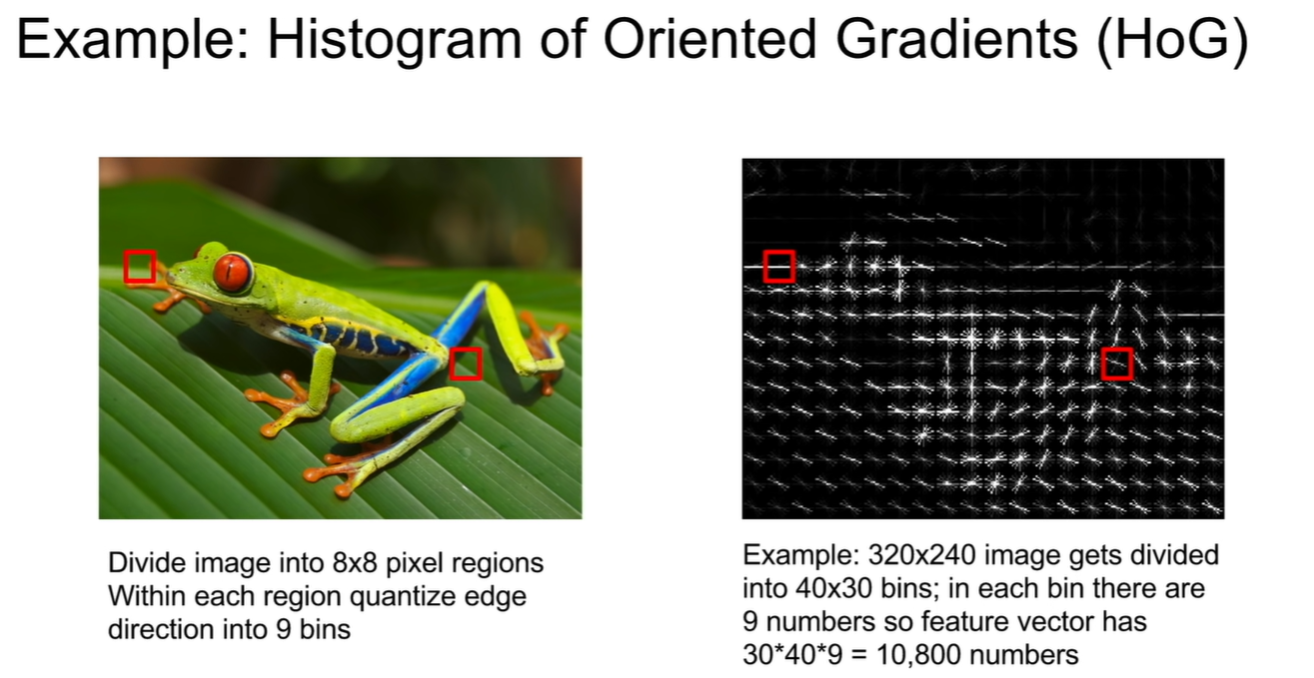 Example: Histogram of Oriented Gradients (HoG)
Divide image into 8x8 pixel regions
Within each region quantize edge
direction into 9 bins
Example: 320x240 image gets divided
into 40x30 bins; in each bin there are
9 numbers so feature vector has
30*40*9 = 10,800 numbers